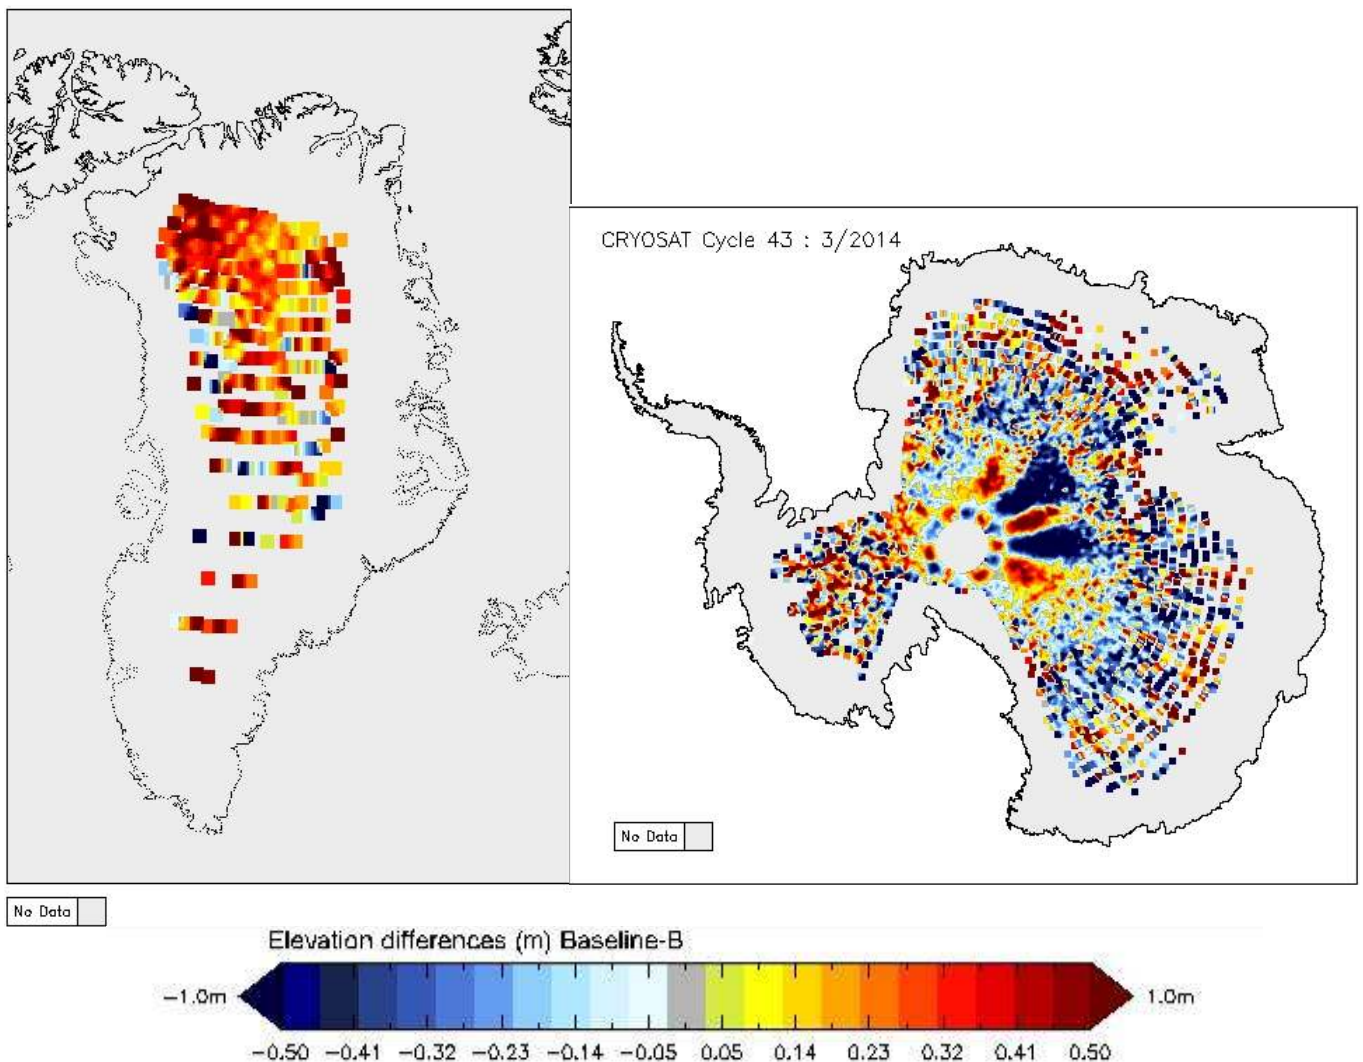 CRYOSAT Cycle 43 : 3/2014
No Data
No Data
Elevation differences (m) Baseline-B
-1.0m
1.0m
-0.50 -0.41 -0.32 -0.23 -0.14 -0.05 0.05 0.14 0.23 0.32 0.41 0.50